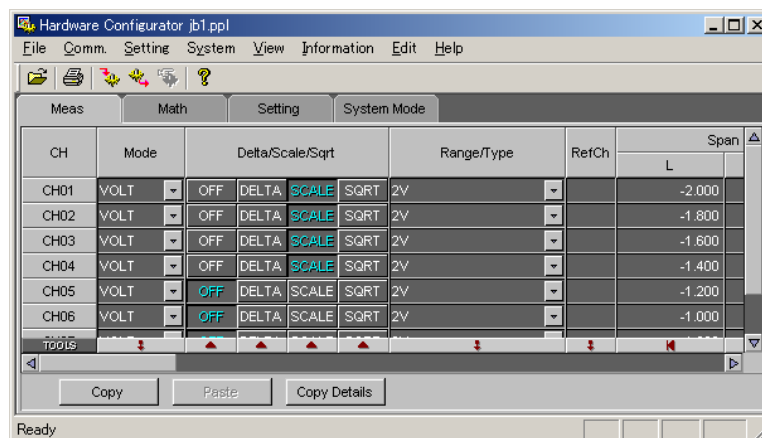 Hardware Configurator jb1.ppl
File Comm. Setting System View Information Edit Help
Meas Math Setting System Mode
CH Mode Delta/Scale/Sqrt Range/Type RefCh Span
L
CH01 VOLT OFF DELTA SCALE SQRT 2V -2.000
CH02 VOLT OFF DELTA SCALE SQRT 2V -1.800
CH03 VOLT OFF DELTA SCALE SQRT 2V -1.600
CH04 VOLT OFF DELTA SCALE SQRT 2V -1.400
CH05 VOLT OFF DELTA SCALE SQRT 2V -1.200
CH06 VOLT OFF DELTA SCALE SQRT 2V -1.000
TOOLS
Copy Paste Copy Details
Ready